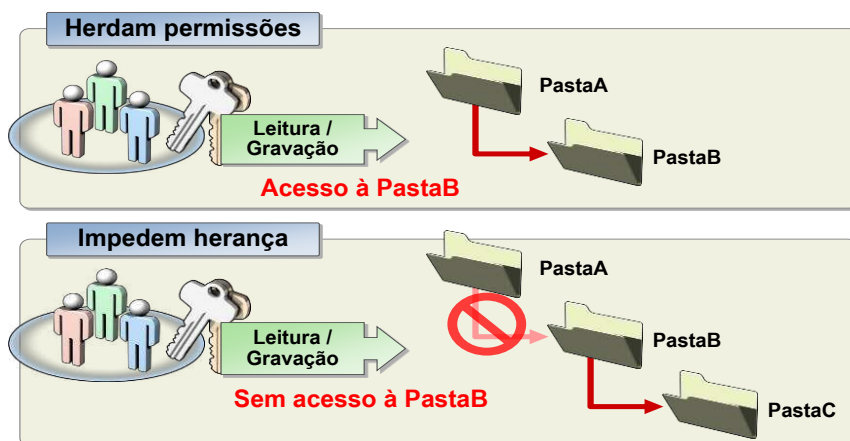 Herdam permissões
PastaA
Leitura /
Gravação
PastaB
Acesso à PastaB
Impedem herança
PastaA
Leitura /
Gravação
PastaB
Sem acesso à PastaB
PastaC